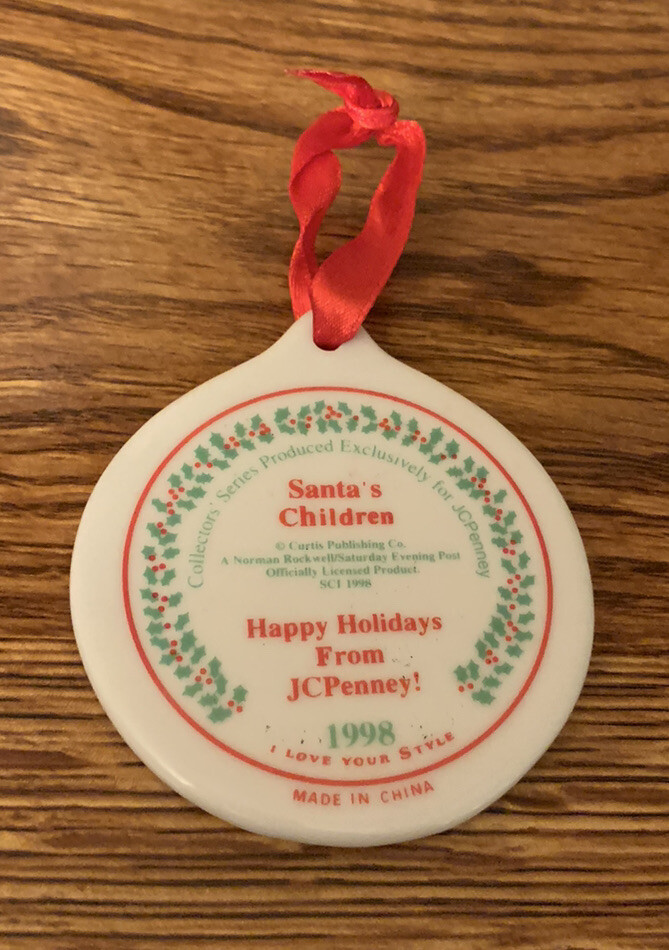 Collectors' Series Produced Exclusively for JCPenney
Santa's
Children
© Curtis Publishing Co.
A Norman Rockwell/Saturday Evening Post
Officially Licensed Product.
SCI 1998
Happy Holidays
From
JCPenney!
1998
I LOVE YOUR STYLE
MADE IN CHINA